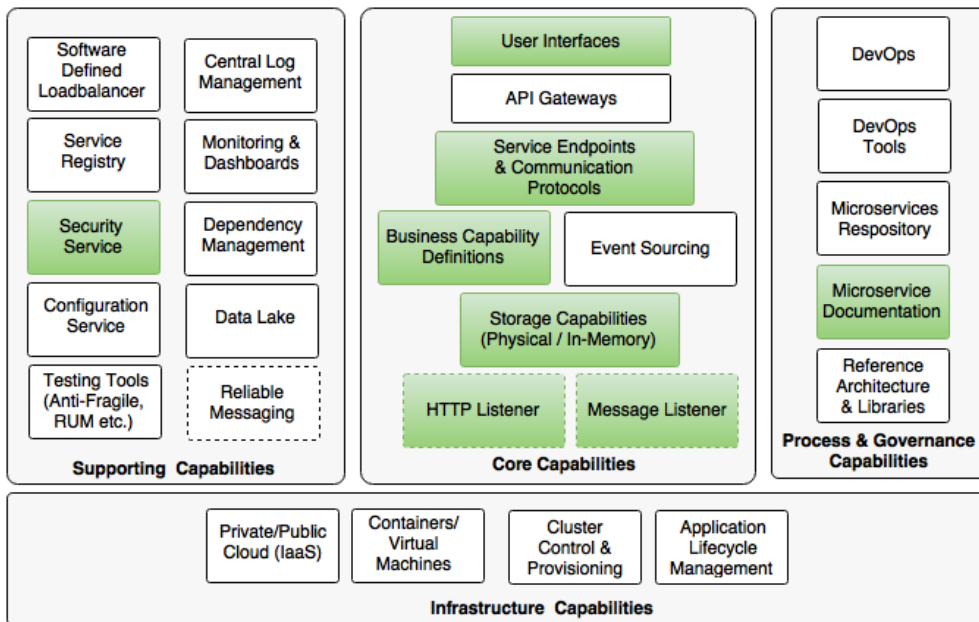 Software
Defined
Loadbalancer
Central Log
Management
Service
Registry
Monitoring &
Dashboards
Security
Service
Dependency
Management
Configuration
Service
Data Lake
Testing Tools
(Anti-Fragile,
RUM etc.)
Reliable
Messaging
Supporting Capabilities
User Interfaces
API Gateways
Service Endpoints
& Communication
Protocols
Business Capability
Definitions
Event Sourcing
Storage Capabilities
(Physical / In-Memory)
HTTP Listener
Message Listener
Core Capabilities
DevOps
DevOps
Tools
Microservices
Respository
Microservice
Documentation
Reference
Architecture
& Libraries
Process & Governance
Capabilities
Private/Public
Cloud (IaaS)
Containers/
Virtual
Machines
Cluster
Control &
Provisioning
Application
Lifecycle
Management
Infrastructure Capabilities